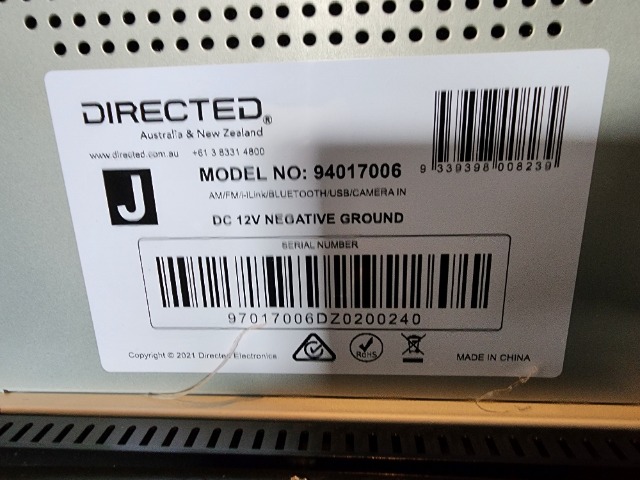 DIRECTED®
Australia & New Zealand
www.directed.com.au +61 3 8331 4800
9 339398 008239
MODEL NO: 94017006
J
AM/FM/i-iLink/BLUETOOTH/USB/CAMERA IN
DC 12V NEGATIVE GROUND
SERIAL NUMBER
97017006DZ0200240
Copyright © 2021 Directed Electronics
RoHS
MADE IN CHINA